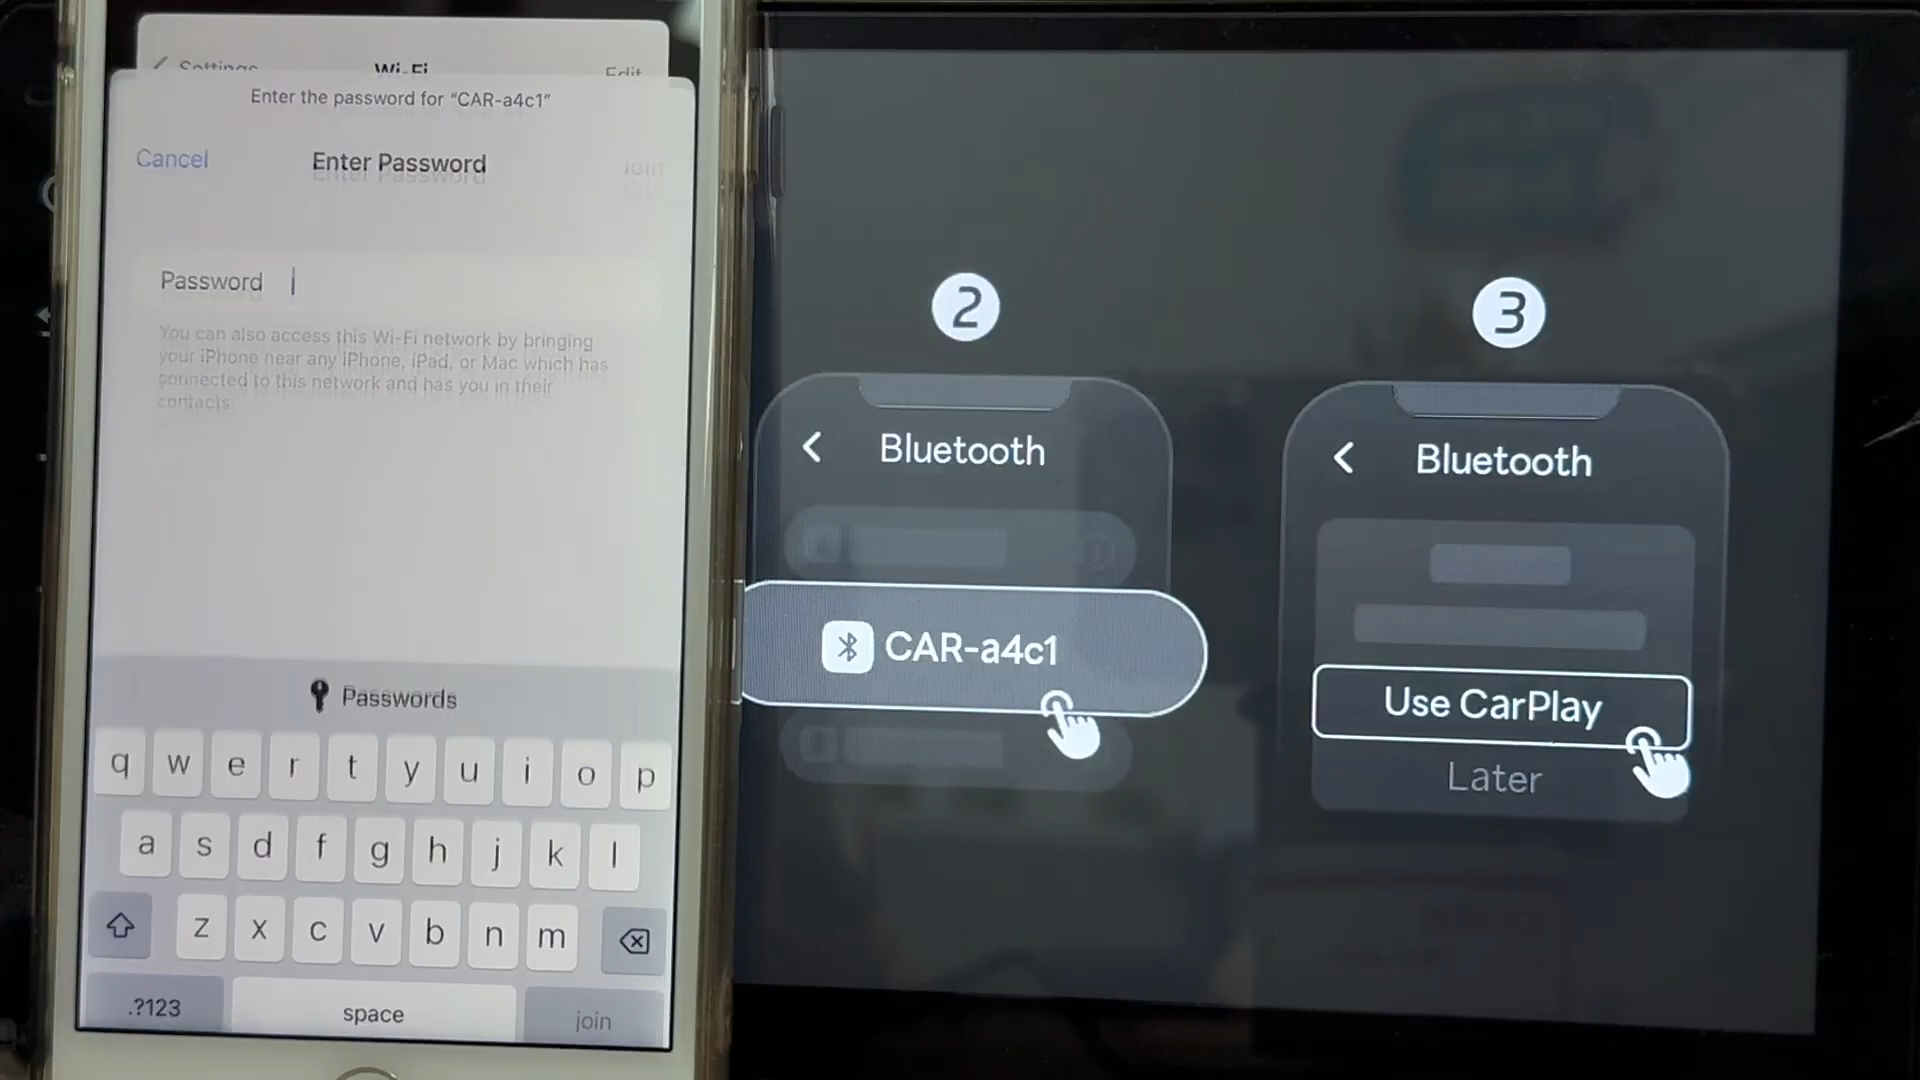 Settings
Wi-Fi
Edit
Enter the password for “CAR-a4c1”
Cancel
Enter Password
Join
Password
You can also access this Wi-Fi network by bringing
your iPhone near any iPhone, iPad, or Mac which has
connected to this network and has you in their
contacts.
Passwords
q w e r t y u i o p
a s d f g h j k l
z x c v b n m
.?123
space
join
2
Bluetooth
CAR-a4c1
3
Bluetooth
Use CarPlay
Later